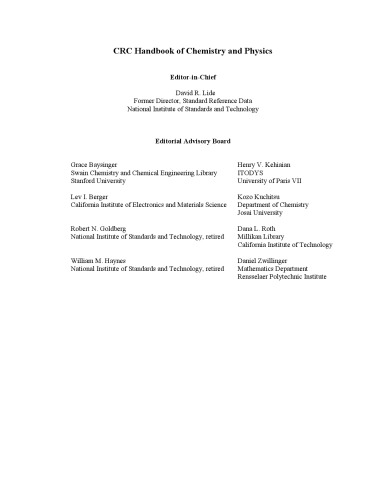 CRC Handbook of Chemistry and Physics
Editor-in-Chief
David R. Lide
Former Director, Standard Reference Data
National Institute of Standards and Technology
Editorial Advisory Board
Grace Baysinger
Swain Chemistry and Chemical Engineering Library
Stanford University
Henry V. Kehiaian
ITODYS
University of Paris VII
Lev I. Berger
California Institute of Electronics and Materials Science
Kozo Kuchitsu
Department of Chemistry
Josai University
Robert N. Goldberg
National Institute of Standards and Technology, retired
Dana L. Roth
Millikan Library
California Institute of Technology
William M. Haynes
National Institute of Standards and Technology, retired
Daniel Zwillinger
Mathematics Department
Rensselaer Polytechnic Institute